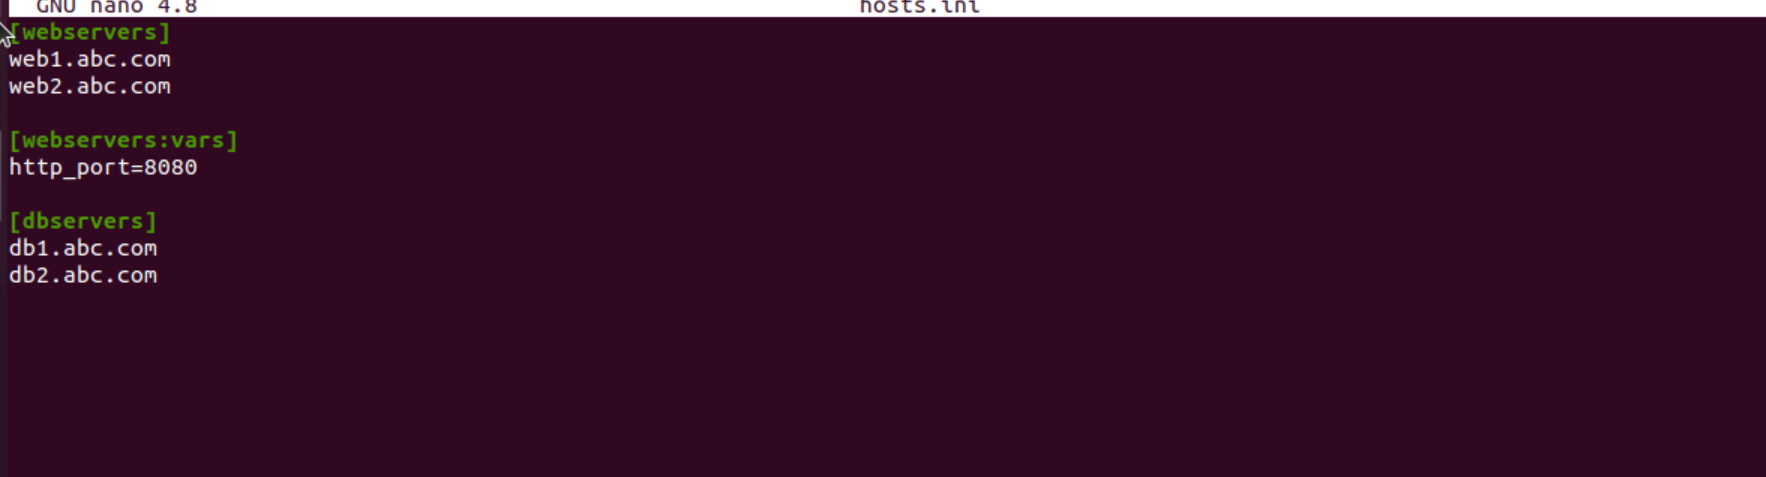 GNU nano 4.8 hosts.ini
[webservers]
web1.abc.com
web2.abc.com
[webservers:vars]
http_port=8080
[dbservers]
db1.abc.com
db2.abc.com